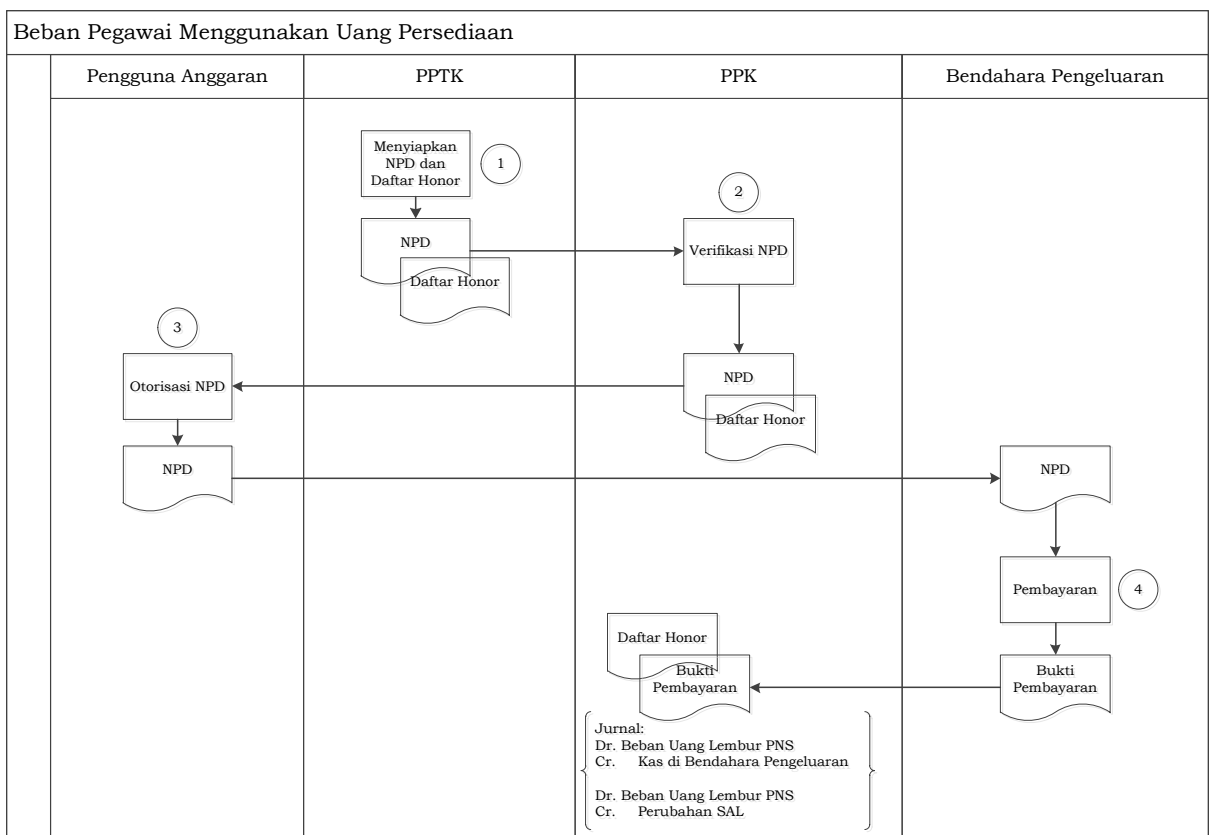 Beban Pegawai Menggunakan Uang Persediaan
Pengguna Anggaran
PPTK
PPK
Bendahara Pengeluaran
Menyiapkan
NPD dan
Daftar Honor
1
2
NPD
Daftar Honor
Verifikasi NPD
3
Otorisasi NPD
NPD
Daftar Honor
NPD
NPD
Pembayaran
4
Daftar Honor
Bukti
Pembayaran
Bukti
Pembayaran
Jurnal:
Dr. Beban Uang Lembur PNS
Cr. Kas di Bendahara Pengeluaran
Dr. Beban Uang Lembur PNS
Cr. Perubahan SAL